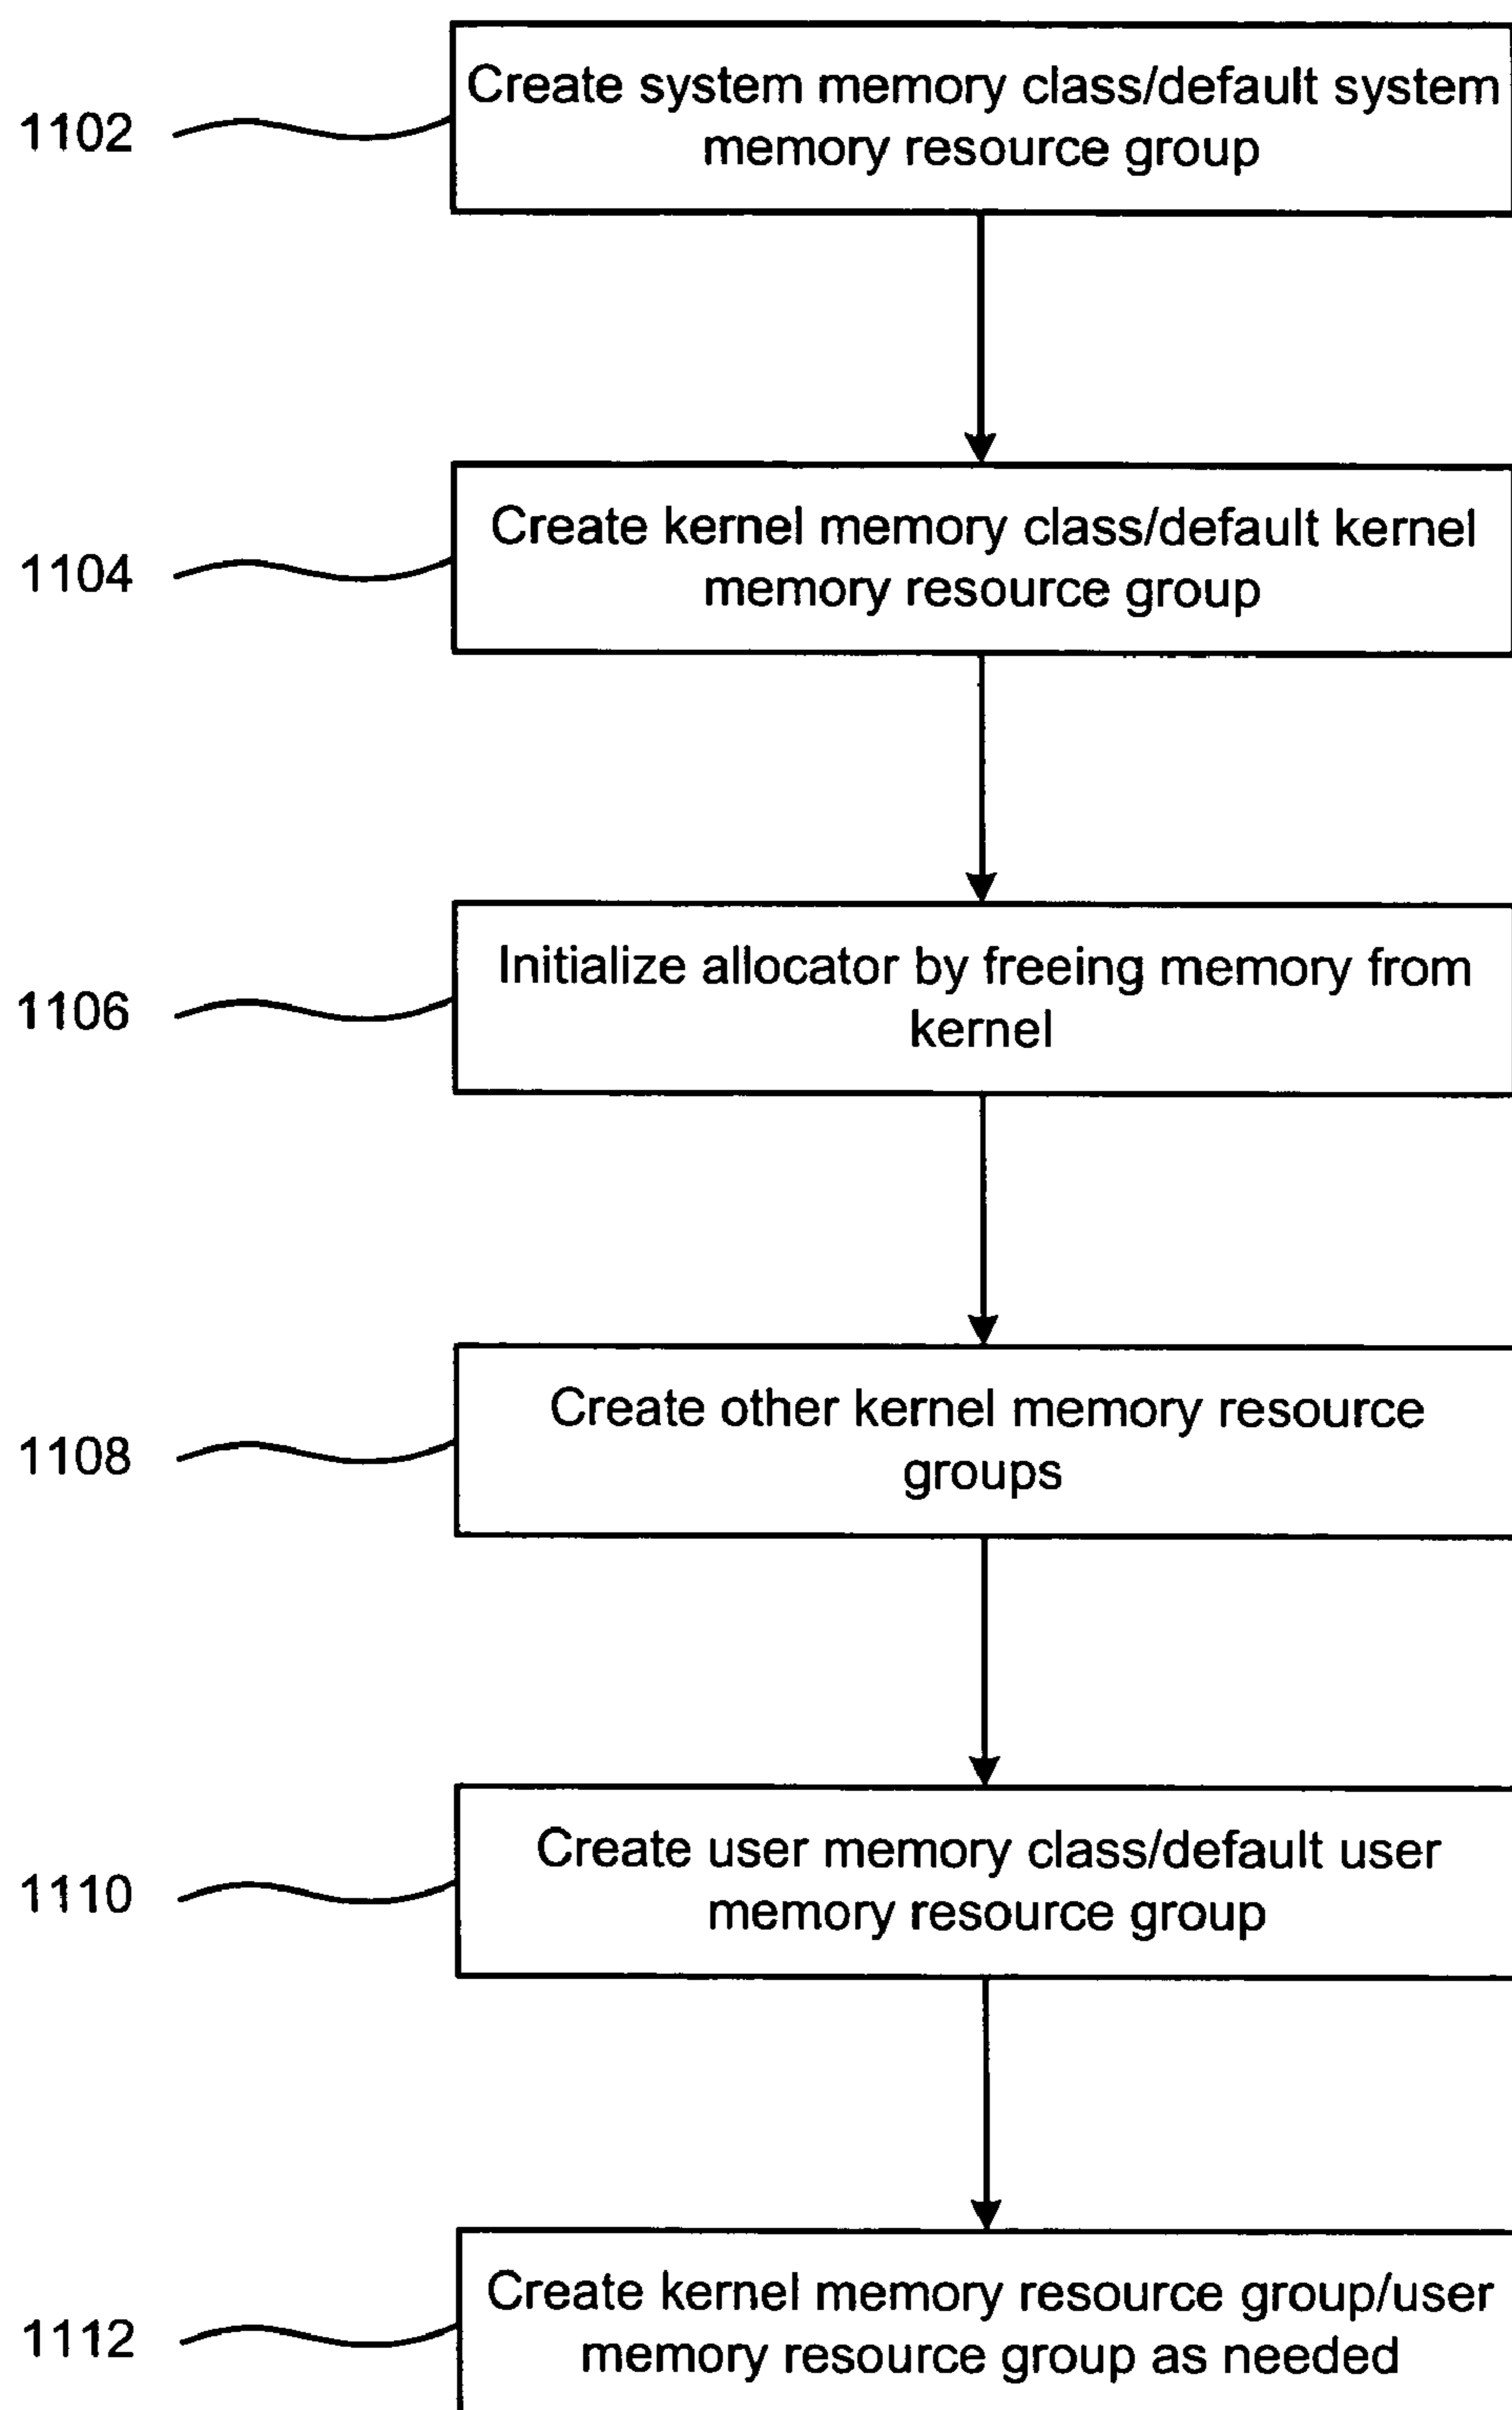 1102
Create system memory class/default system
memory resource group
1104
Create kernel memory class/default kernel
memory resource group
1106
Initialize allocator by freeing memory from
kernel
1108
Create other kernel memory resource
groups
1110
Create user memory class/default user
memory resource group
1112
Create kernel memory resource group/user
memory resource group as needed